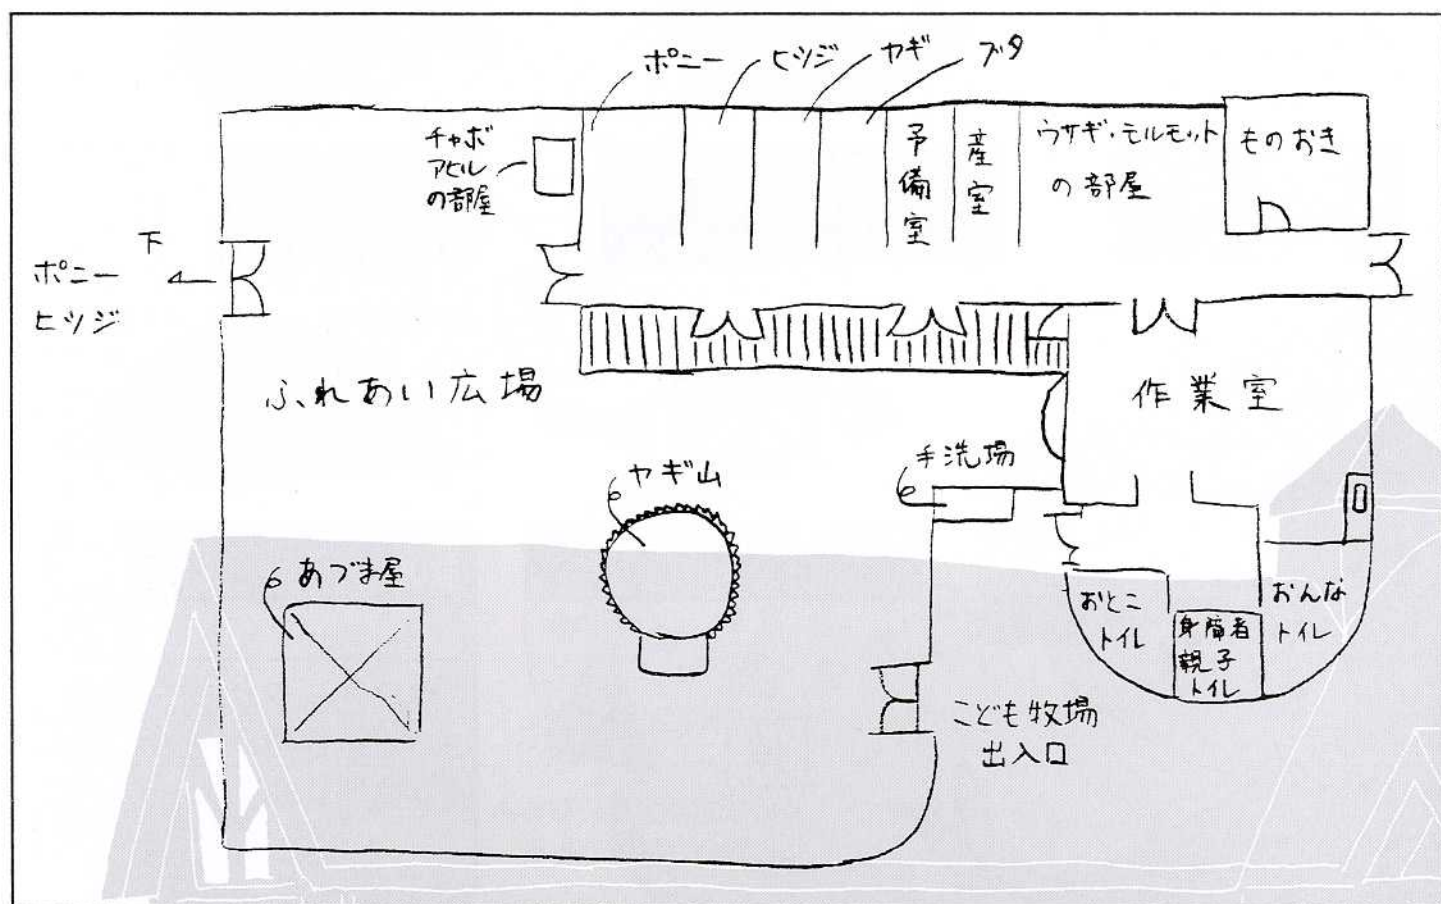 ポニー
ヒツジ
ヤギ
ブタ
チャボ
アヒル
の部屋
予備室
産室
ウサギ・モルモット
の部屋
ものおき
下
ポニー
ヒツジ
ふれあい広場
作業室
手洗場
ヤギ山
あづま屋
おとこ
トイレ
身障者
親子
トイレ
おんな
トイレ
こども牧場
出入口